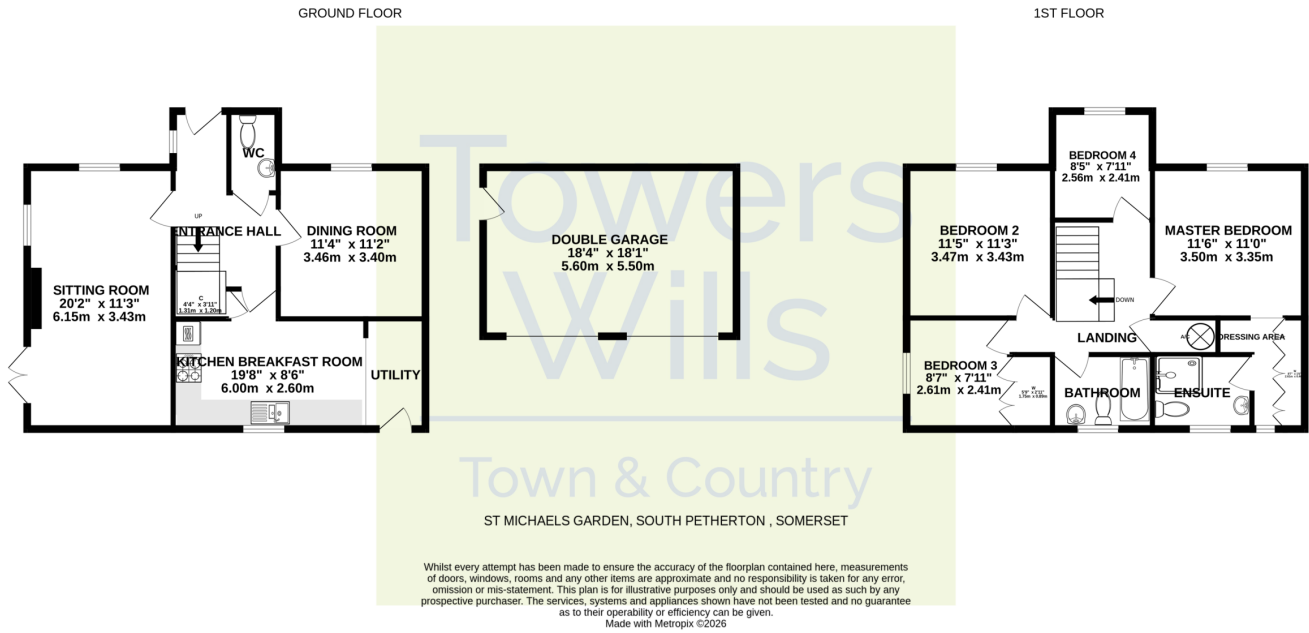 GROUND FLOOR
1ST FLOOR
Towers
Wills
Town & Country
WC
UP
ENTRANCE HALL
DINING ROOM
11'4" x 11'2"
3.46m x 3.40m
SITTING ROOM
20'2" x 11'3"
6.15m x 3.43m
C
4'4" x 3'11"
1.31m x 1.20m
KITCHEN BREAKFAST ROOM
19'8" x 8'6"
6.00m x 2.60m
UTILITY
DOUBLE GARAGE
18'4" x 18'1"
5.60m x 5.50m
BEDROOM 4
8'5" x 7'11"
2.56m x 2.41m
BEDROOM 2
11'5" x 11'3"
3.47m x 3.43m
MASTER BEDROOM
11'6" x 11'0"
3.50m x 3.35m
DOWN
LANDING
A/C
DRESSING AREA
BEDROOM 3
8'7" x 7'11"
2.61m x 2.41m
W
5'9" x 2'11"
1.75m x 0.89m
BATHROOM
ENSUITE
ST MICHAELS GARDEN, SOUTH PETHERTON , SOMERSET
Whilst every attempt has been made to ensure the accuracy of the floorplan contained here, measurements
of doors, windows, rooms and any other items are approximate and no responsibility is taken for any error,
omission or mis-statement. This plan is for illustrative purposes only and should be used as such by any
prospective purchaser. The services, systems and appliances shown have not been tested and no guarantee
as to their operability or efficiency can be given.
Made with Metropix ©2026